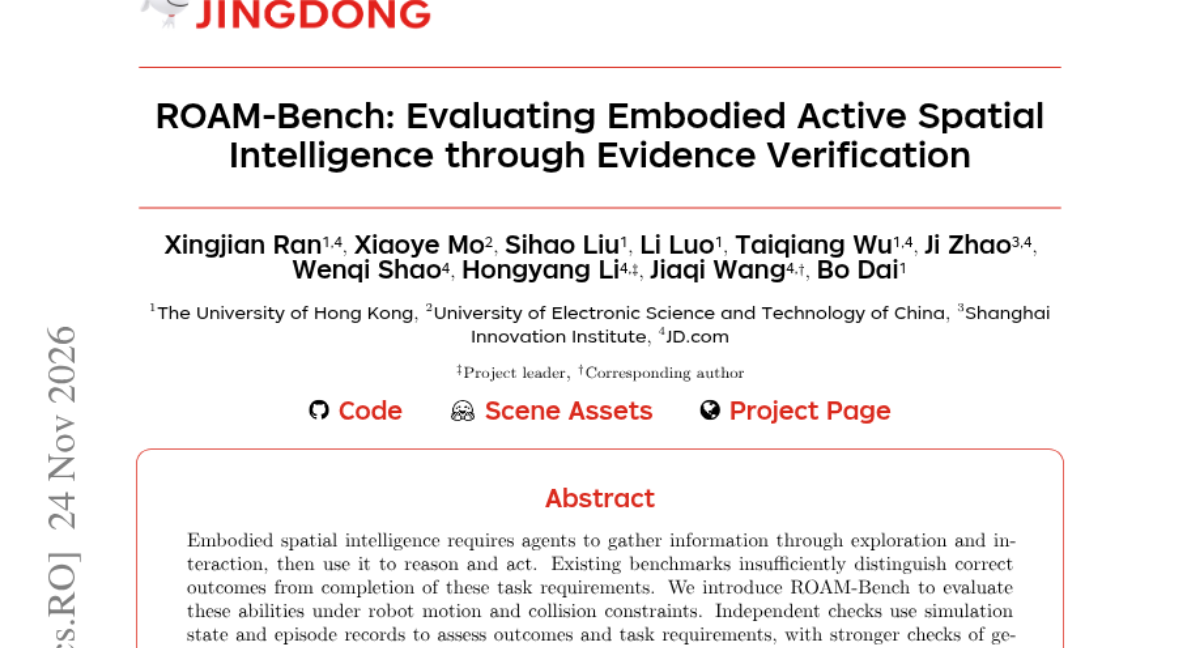 JINGDONG
ROAM-Bench: Evaluating Embodied Active Spatial
Intelligence through Evidence Verification
Xingjian Ran1,4, Xiaoye Mo2, Sihao Liu1, Li Luo1, Taiqiang Wu1,4, Ji Zhao3,4,
Wenqi Shao4, Hongyang Li4,‡, Jiaqi Wang4,†, Bo Dai1
1The University of Hong Kong, 2University of Electronic Science and Technology of China, 3Shanghai
Innovation Institute, 4JD.com
‡Project leader, †Corresponding author
Code Scene Assets Project Page
Abstract
Embodied spatial intelligence requires agents to gather information through exploration and in-
teraction, then use it to reason and act. Existing benchmarks insufficiently distinguish correct
outcomes from completion of these task requirements. We introduce ROAM-Bench to evaluate
these abilities under robot motion and collision constraints. Independent checks use simulation
state and episode records to assess outcomes and task requirements, with stronger checks of ge-
cs.RO] 24 Nov 2026